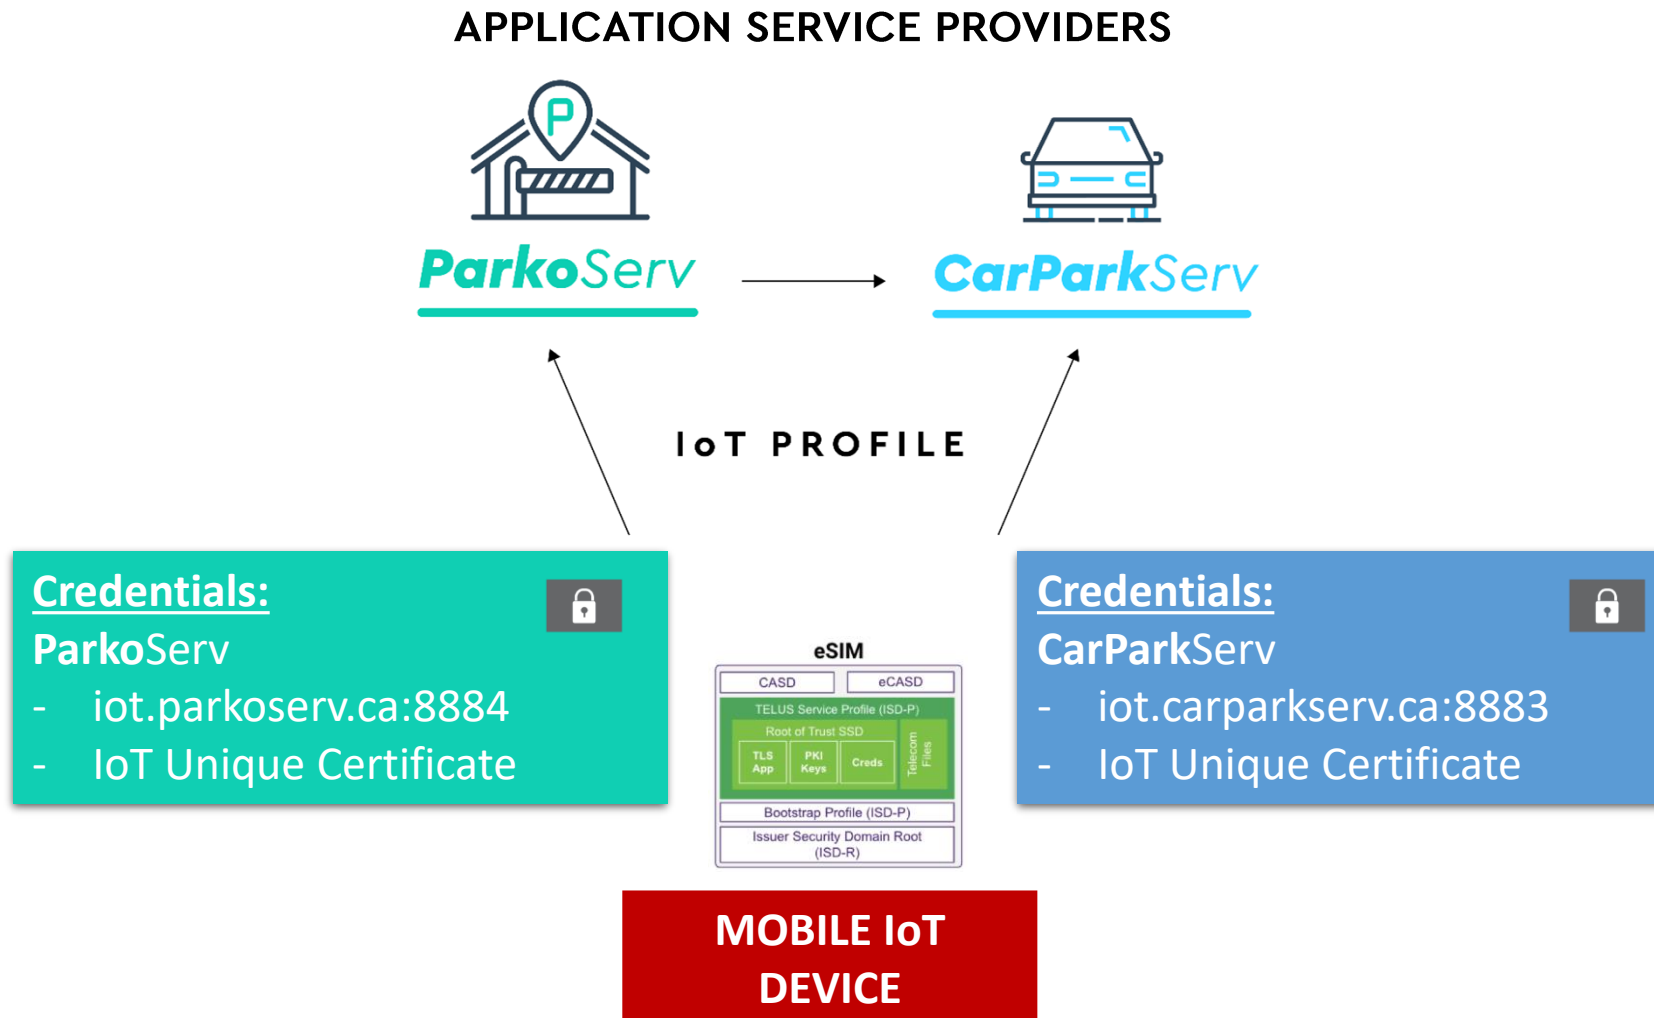 APPLICATION SERVICE PROVIDERS
P
ParkoServ
CarParkServ
IoT PROFILE
Credentials:
ParkoServ
- iot.parkoserv.ca:8884
- IoT Unique Certificate
eSIM
CASD
eCASD
TELUS Service Profile (ISD-P)
Root of Trust SSD
TLS
App
PKI
Keys
Creds
Telecom
Files
Bootstrap Profile (ISD-P)
Issuer Security Domain Root
(ISD-R)
Credentials:
CarParkServ
- iot.carparkserv.ca:8883
- IoT Unique Certificate
MOBILE IoT
DEVICE